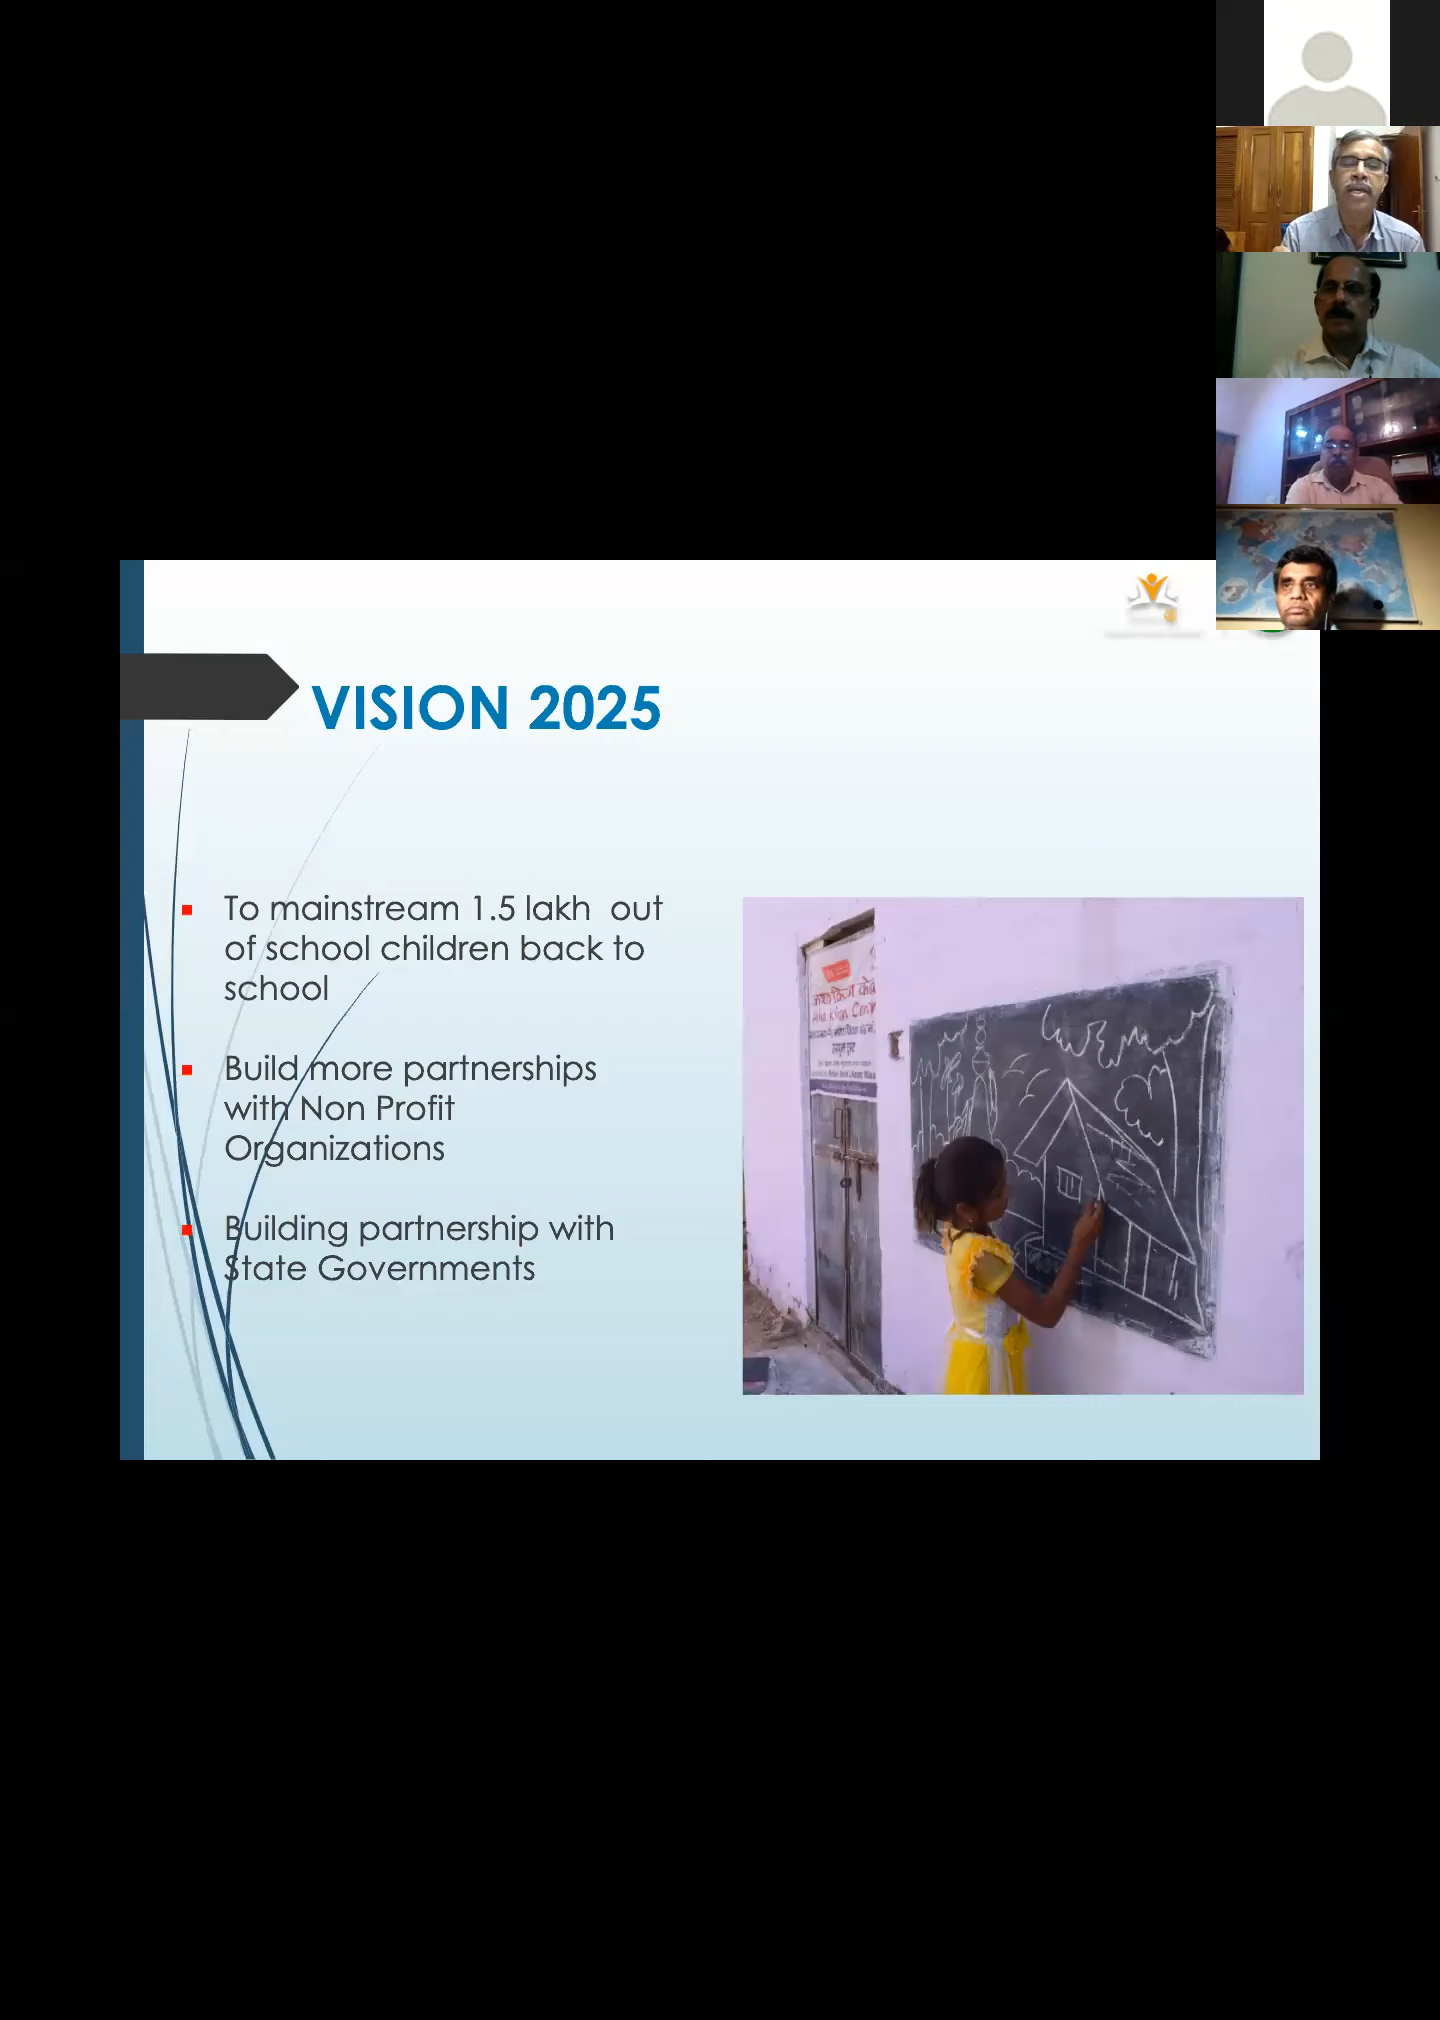 VISION 2025
To mainstream 1.5 lakh out
of school children back to
school
Build more partnerships
with Non Profit
Organizations
Building partnership with
State Governments